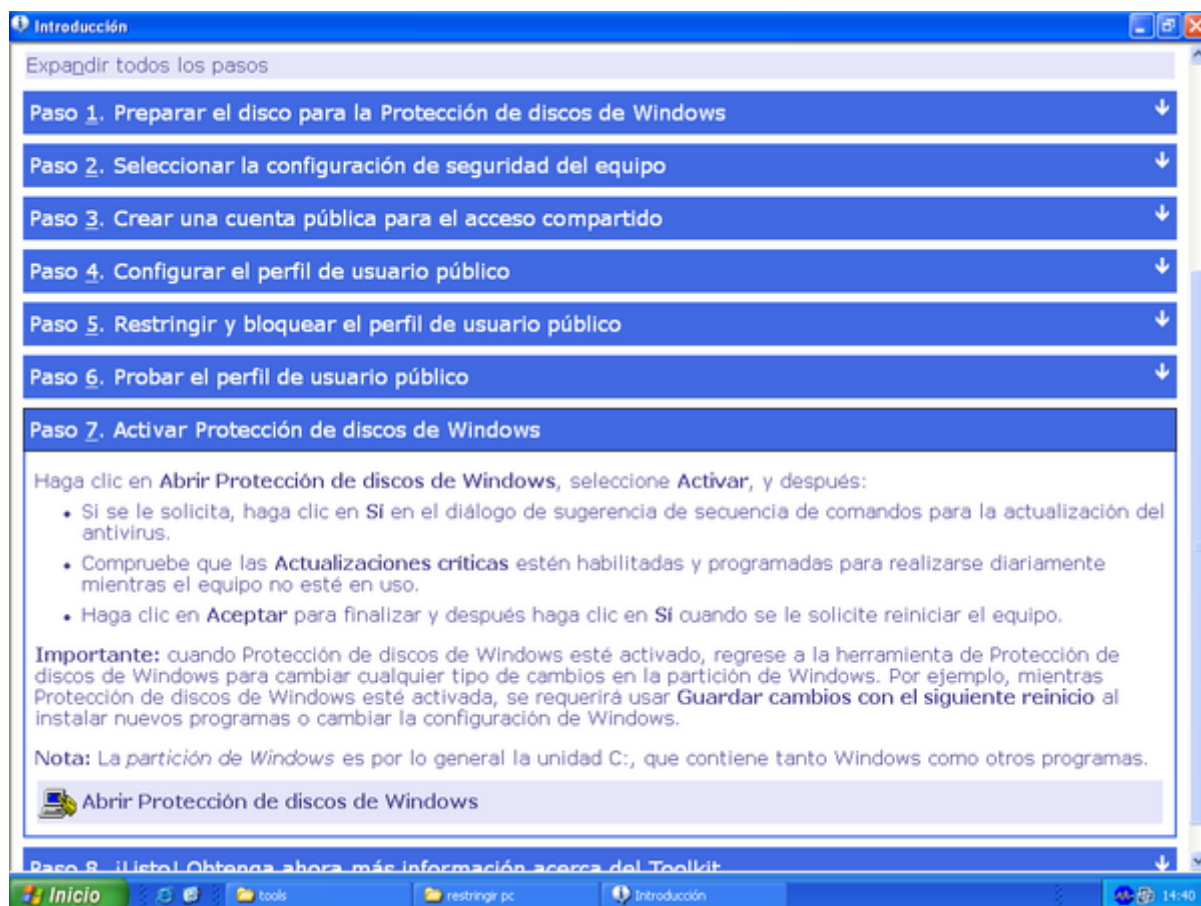 Introducción
Expandir todos los pasos
Paso 1. Preparar el disco para la Protección de discos de Windows
Paso 2. Seleccionar la configuración de seguridad del equipo
Paso 3. Crear una cuenta pública para el acceso compartido
Paso 4. Configurar el perfil de usuario público
Paso 5. Restringir y bloquear el perfil de usuario público
Paso 6. Probar el perfil de usuario público
Paso 7. Activar Protección de discos de Windows
Haga clic en Abrir Protección de discos de Windows, seleccione Activar, y después:
• Si se le solicita, haga clic en Sí en el diálogo de sugerencia de secuencia de comandos para la actualización del
antivirus.
• Compruebe que las Actualizaciones críticas estén habilitadas y programadas para realizarse diariamente
mientras el equipo no esté en uso.
• Haga clic en Aceptar para finalizar y después haga clic en Sí cuando se le solicite reiniciar el equipo.
Importante: cuando Protección de discos de Windows esté activado, regrese a la herramienta de Protección de
discos de Windows para cambiar cualquier tipo de cambios en la partición de Windows. Por ejemplo, mientras
Protección de discos de Windows esté activada, se requerirá usar Guardar cambios con el siguiente reinicio al
instalar nuevos programas o cambiar la configuración de Windows.
Nota: La partición de Windows es por lo general la unidad C:, que contiene tanto Windows como otros programas.
Abrir Protección de discos de Windows
Paso 8. ¡Listo! Obtenga ahora más información acerca del Toolkit
Inicio
tools
restringir pc
Introducción
14:40